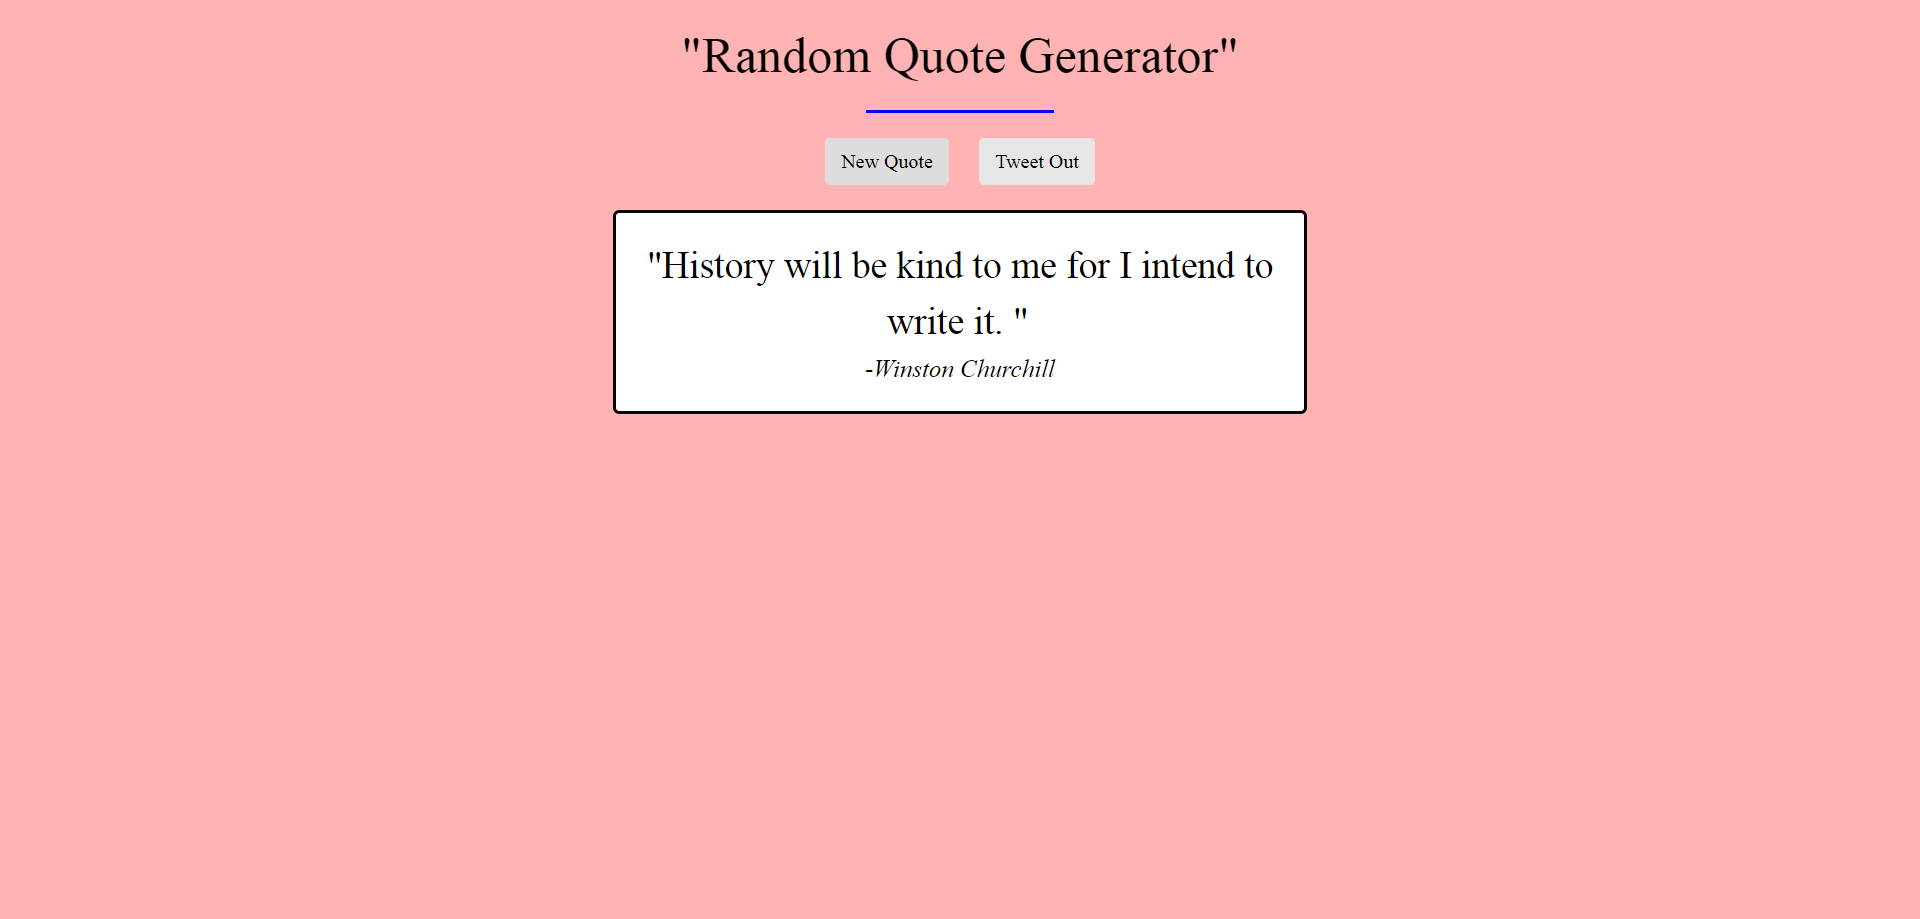 "Random Quote Generator"
New Quote
Tweet Out
"History will be kind to me for I intend to
write it. "
-Winston Churchill